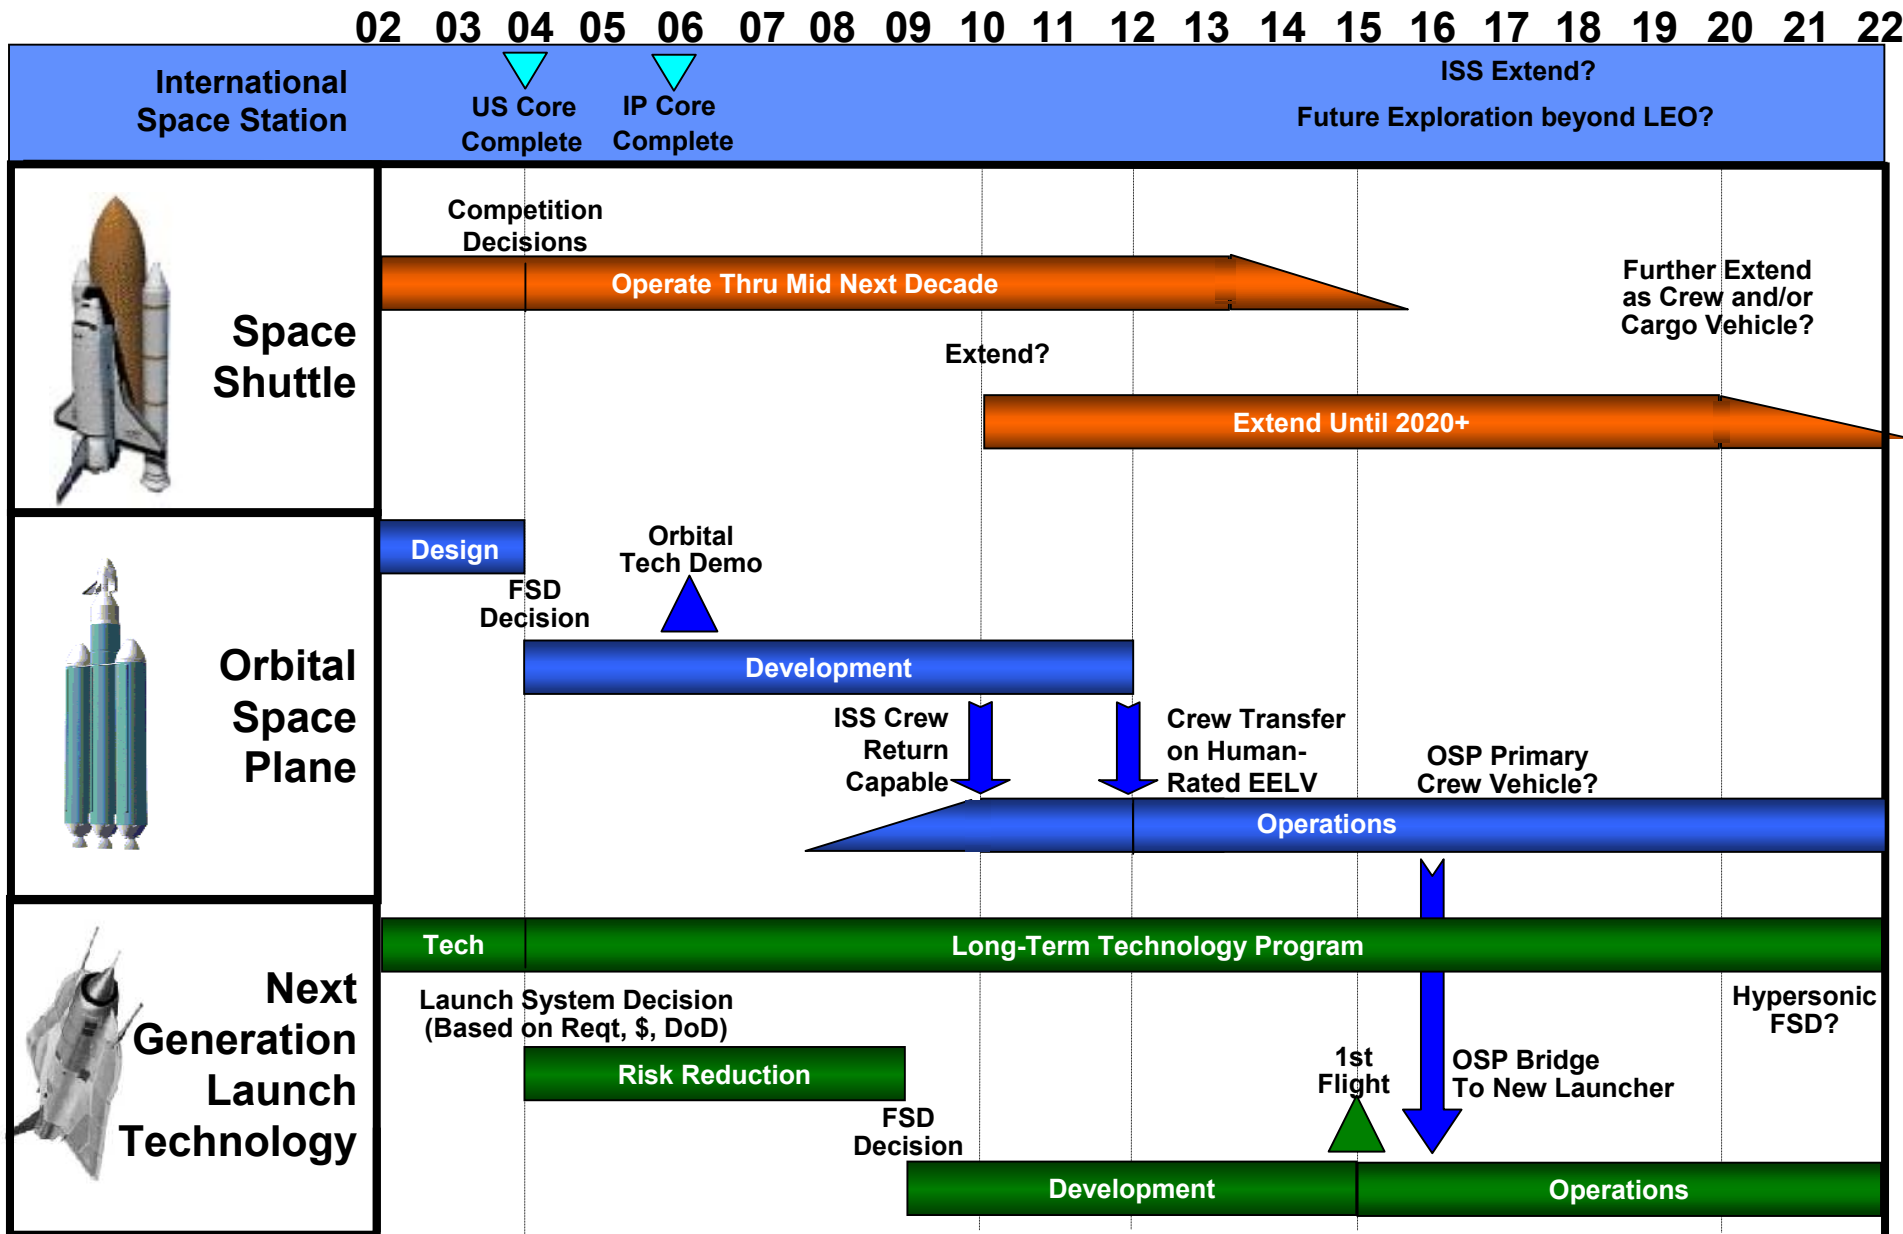 02 03 04 05 06 07 08 09 10 11 12 13 14 15 16 17 18 19 20 21 22
International
Space Station
US Core
Complete
IP Core
Complete
ISS Extend?
Future Exploration beyond LEO?
Space
Shuttle
Competition
Decisions
Operate Thru Mid Next Decade
Further Extend
as Crew and/or
Cargo Vehicle?
Extend?
Extend Until 2020+
Orbital
Space
Plane
Design
FSD
Decision
Orbital
Tech Demo
Development
ISS Crew
Return
Capable
Crew Transfer
on Human-
Rated EELV
OSP Primary
Crew Vehicle?
Operations
Next
Generation
Launch
Technology
Tech
Long-Term Technology Program
Launch System Decision
(Based on Reqt, $, DoD)
Risk Reduction
FSD
Decision
1st
Flight
OSP Bridge
To New Launcher
Hypersonic
FSD?
Development
Operations